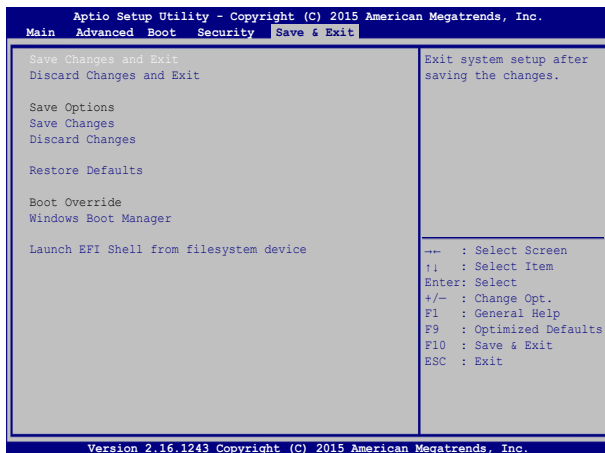 Aptio Setup Utility - Copyright (C) 2015 American Megatrends, Inc.
Main Advanced Boot Security Save & Exit
Save Changes and Exit
Discard Changes and Exit
Save Options
Save Changes
Discard Changes
Restore Defaults
Boot Override
Windows Boot Manager
Launch EFI Shell from filesystem device
Exit system setup after
saving the changes.
→← : Select Screen
↑↓ : Select Item
Enter: Select
+/— : Change Opt.
F1 : General Help
F9 : Optimized Defaults
F10 : Save & Exit
ESC : Exit
Version 2.16.1243 Copyright (C) 2015 American Megatrends, Inc.